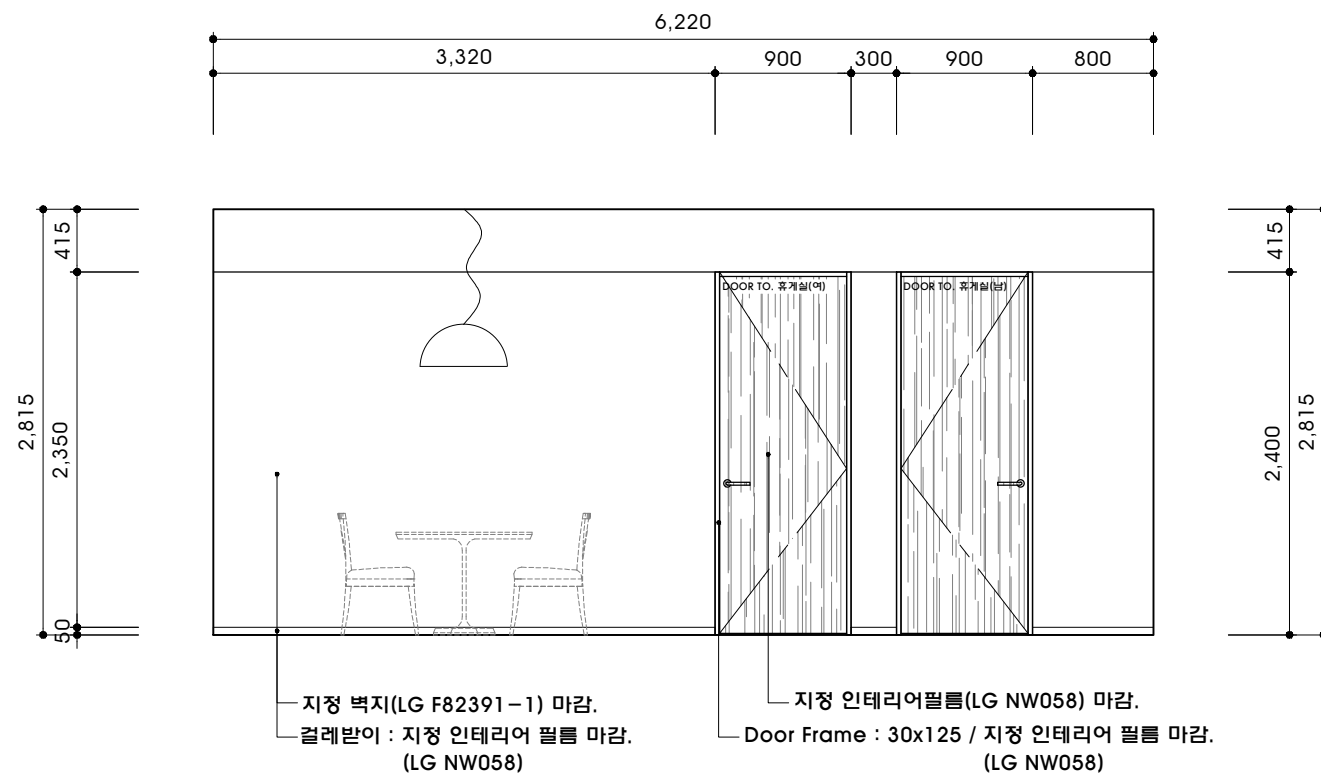 6,220
3,320
900
300
900
800
415
2,815
2,350
50
415
2,400
2,815
DOOR TO. 휴게실(여)
DOOR TO. 휴게실(남)
지정 벽지(LG F82391-1) 마감.
걸레받이 : 지정 인테리어 필름 마감.
(LG NW058)
지정 인테리어필름(LG NW058) 마감.
Door Frame : 30x125 / 지정 인테리어 필름 마감.
(LG NW058)